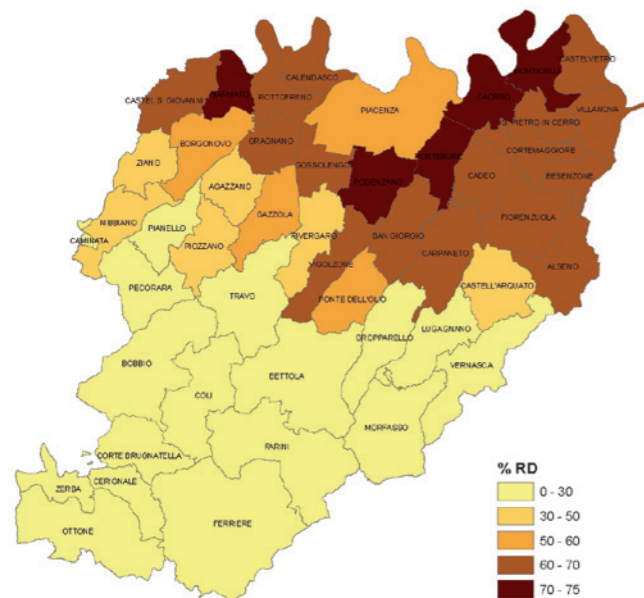 CASTELVETRO
MONTICELLI
CALENDASCO
SARMATO
CAORSO
CASTEL S. GIOVANNI
ROTTOFRENO
VILLANOVA
PIACENZA
S. PIETRO IN CERRO
BORGONOVO
GRAGNANO
CORTEMAGGIORE
ZIANO
GOSSOLENGO
PONTENURE
CADEO
BESENZONE
AGAZZANO
PODENZANO
GAZZOLA
FIORENZUOLA
NIBBIANO
PIANELLO
RIVERGARO
SAN GIORGIO
CAMINATA
PIOZZANO
CARPANETO
VIGOLZONE
ALSENO
PECORARA
TRAVO
CASTELL'ARQUATO
PONTE DELL'OLIO
LUGAGNANO
GROPPARELLO
BOBBIO
VERNASCA
BETTOLA
COLI
MORFASSO
FARINI
CORTE BRUGNATELLA
ZERBA
CERIGNALE
OTTONE
FERRIERE
% RD
0 - 30
30 - 50
50 - 60
60 - 70
70 - 75